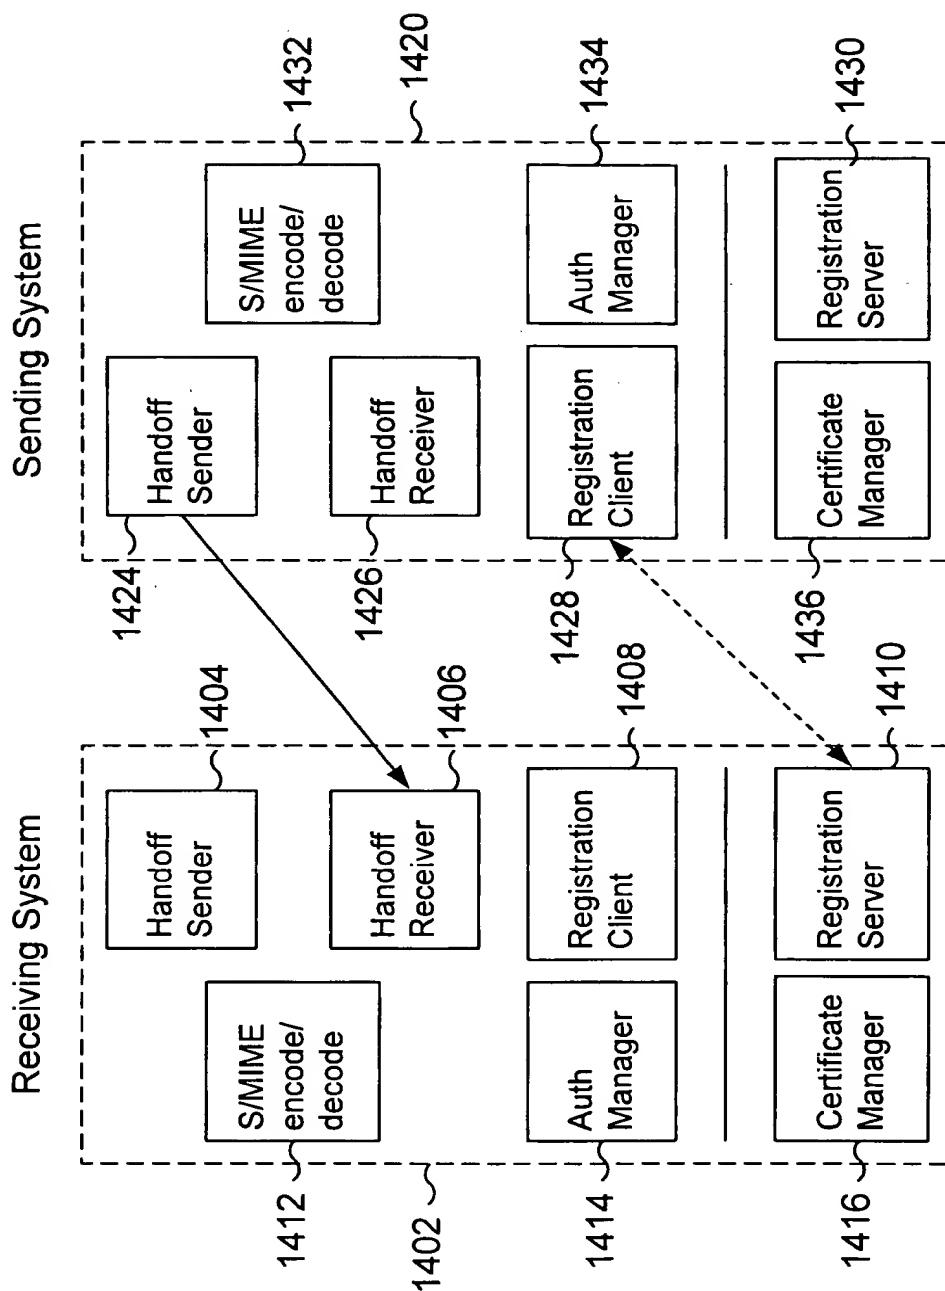 Receiving System
Sending System
1402
1412
S/MIME
encode/
decode
Handoff
Sender
1404
Handoff
Receiver
1406
1414
Auth
Manager
Registration
Client
1408
1416
Certificate
Manager
Registration
Server
1410
1424
Handoff
Sender
S/MIME
encode/
decode
1432
1420
1426
Handoff
Receiver
1428
Registration
Client
Auth
Manager
1434
1436
Certificate
Manager
Registration
Server
1430